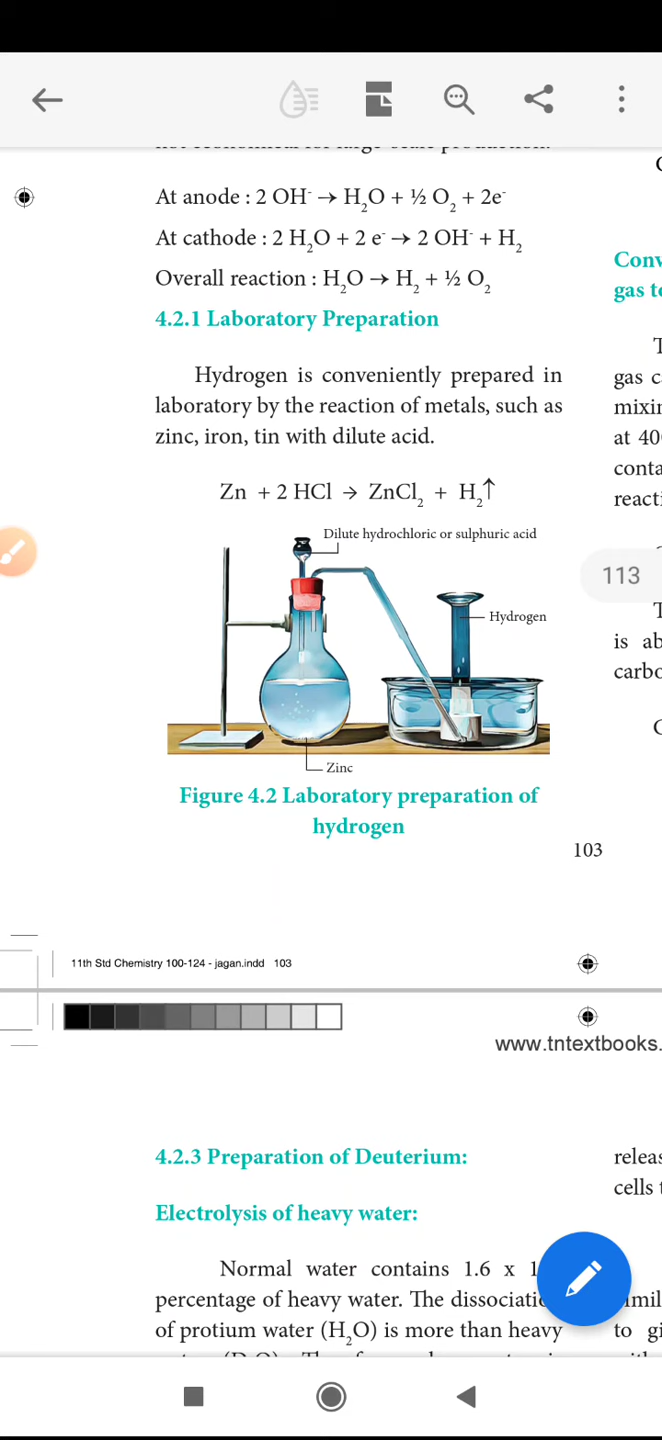 At anode : 2 OH⁻ → H₂O + ½ O₂ + 2e⁻
At cathode : 2 H₂O + 2 e⁻ → 2 OH⁻ + H₂
Overall reaction : H₂O → H₂ + ½ O₂
4.2.1 Laboratory Preparation
Hydrogen is conveniently prepared in
laboratory by the reaction of metals, such as
zinc, iron, tin with dilute acid.
Zn + 2 HCl → ZnCl₂ + H₂↑
Dilute hydrochloric or sulphuric acid
Hydrogen
Zinc
Figure 4.2 Laboratory preparation of
hydrogen
103
11th Std Chemistry 100-124 - jagan.indd 103
113
gas
at
is
www.tntextbooks.
4.2.3 Preparation of Deuterium:
Electrolysis of heavy water:
Normal water contains 1.6 x
percentage of heavy water. The
of protium water (H₂O) is more than heavy
cells
to